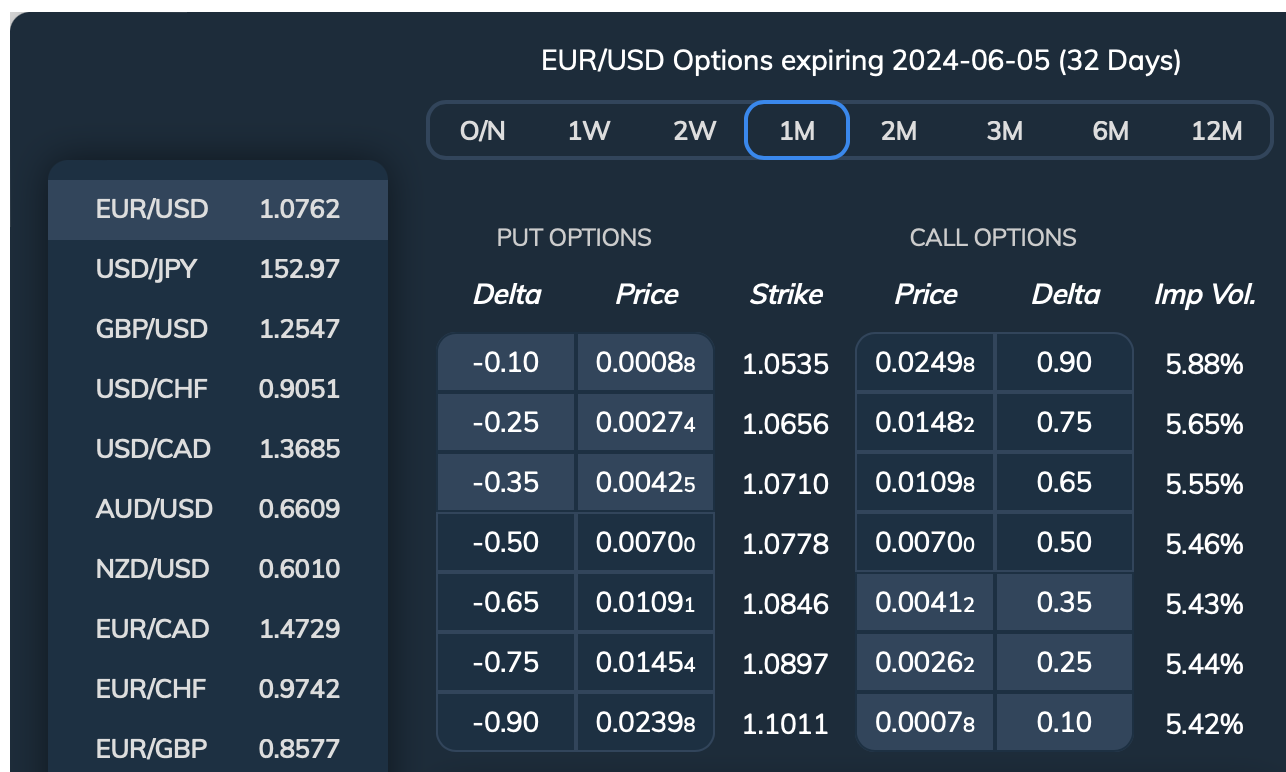 EUR/USD Options expiring 2024-06-05 (32 Days)
O/N 1W 2W 1M 2M 3M 6M 12M
EUR/USD 1.0762
USD/JPY 152.97
GBP/USD 1.2547
USD/CHF 0.9051
USD/CAD 1.3685
AUD/USD 0.6609
NZD/USD 0.6010
EUR/CAD 1.4729
EUR/CHF 0.9742
EUR/GBP 0.8577
PUT OPTIONS CALL OPTIONS
Delta Price Strike Price Delta Imp Vol.
-0.10 0.00088 1.0535 0.02498 0.90 5.88%
-0.25 0.00274 1.0656 0.01482 0.75 5.65%
-0.35 0.00425 1.0710 0.01098 0.65 5.55%
-0.50 0.00700 1.0778 0.00700 0.50 5.46%
-0.65 0.01091 1.0846 0.00412 0.35 5.43%
-0.75 0.01454 1.0897 0.00262 0.25 5.44%
-0.90 0.02398 1.1011 0.00078 0.10 5.42%